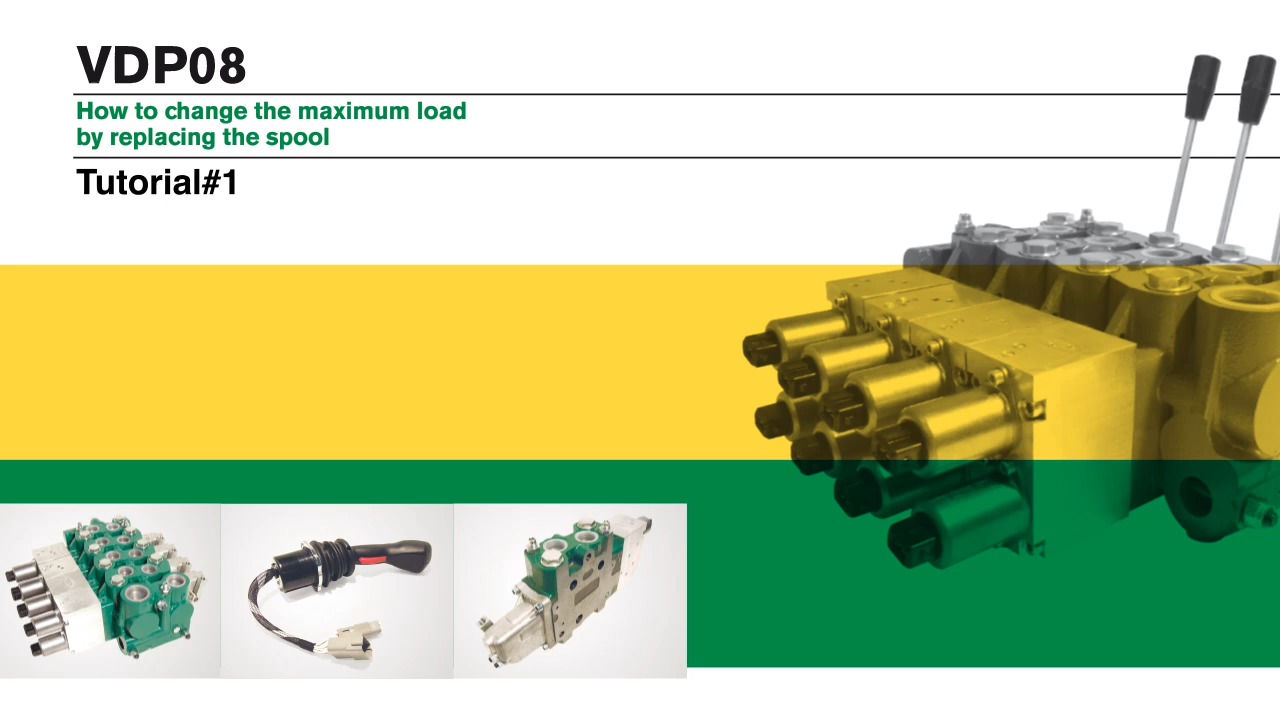 VDP08
How to change the maximum load
by replacing the spool
Tutorial#1